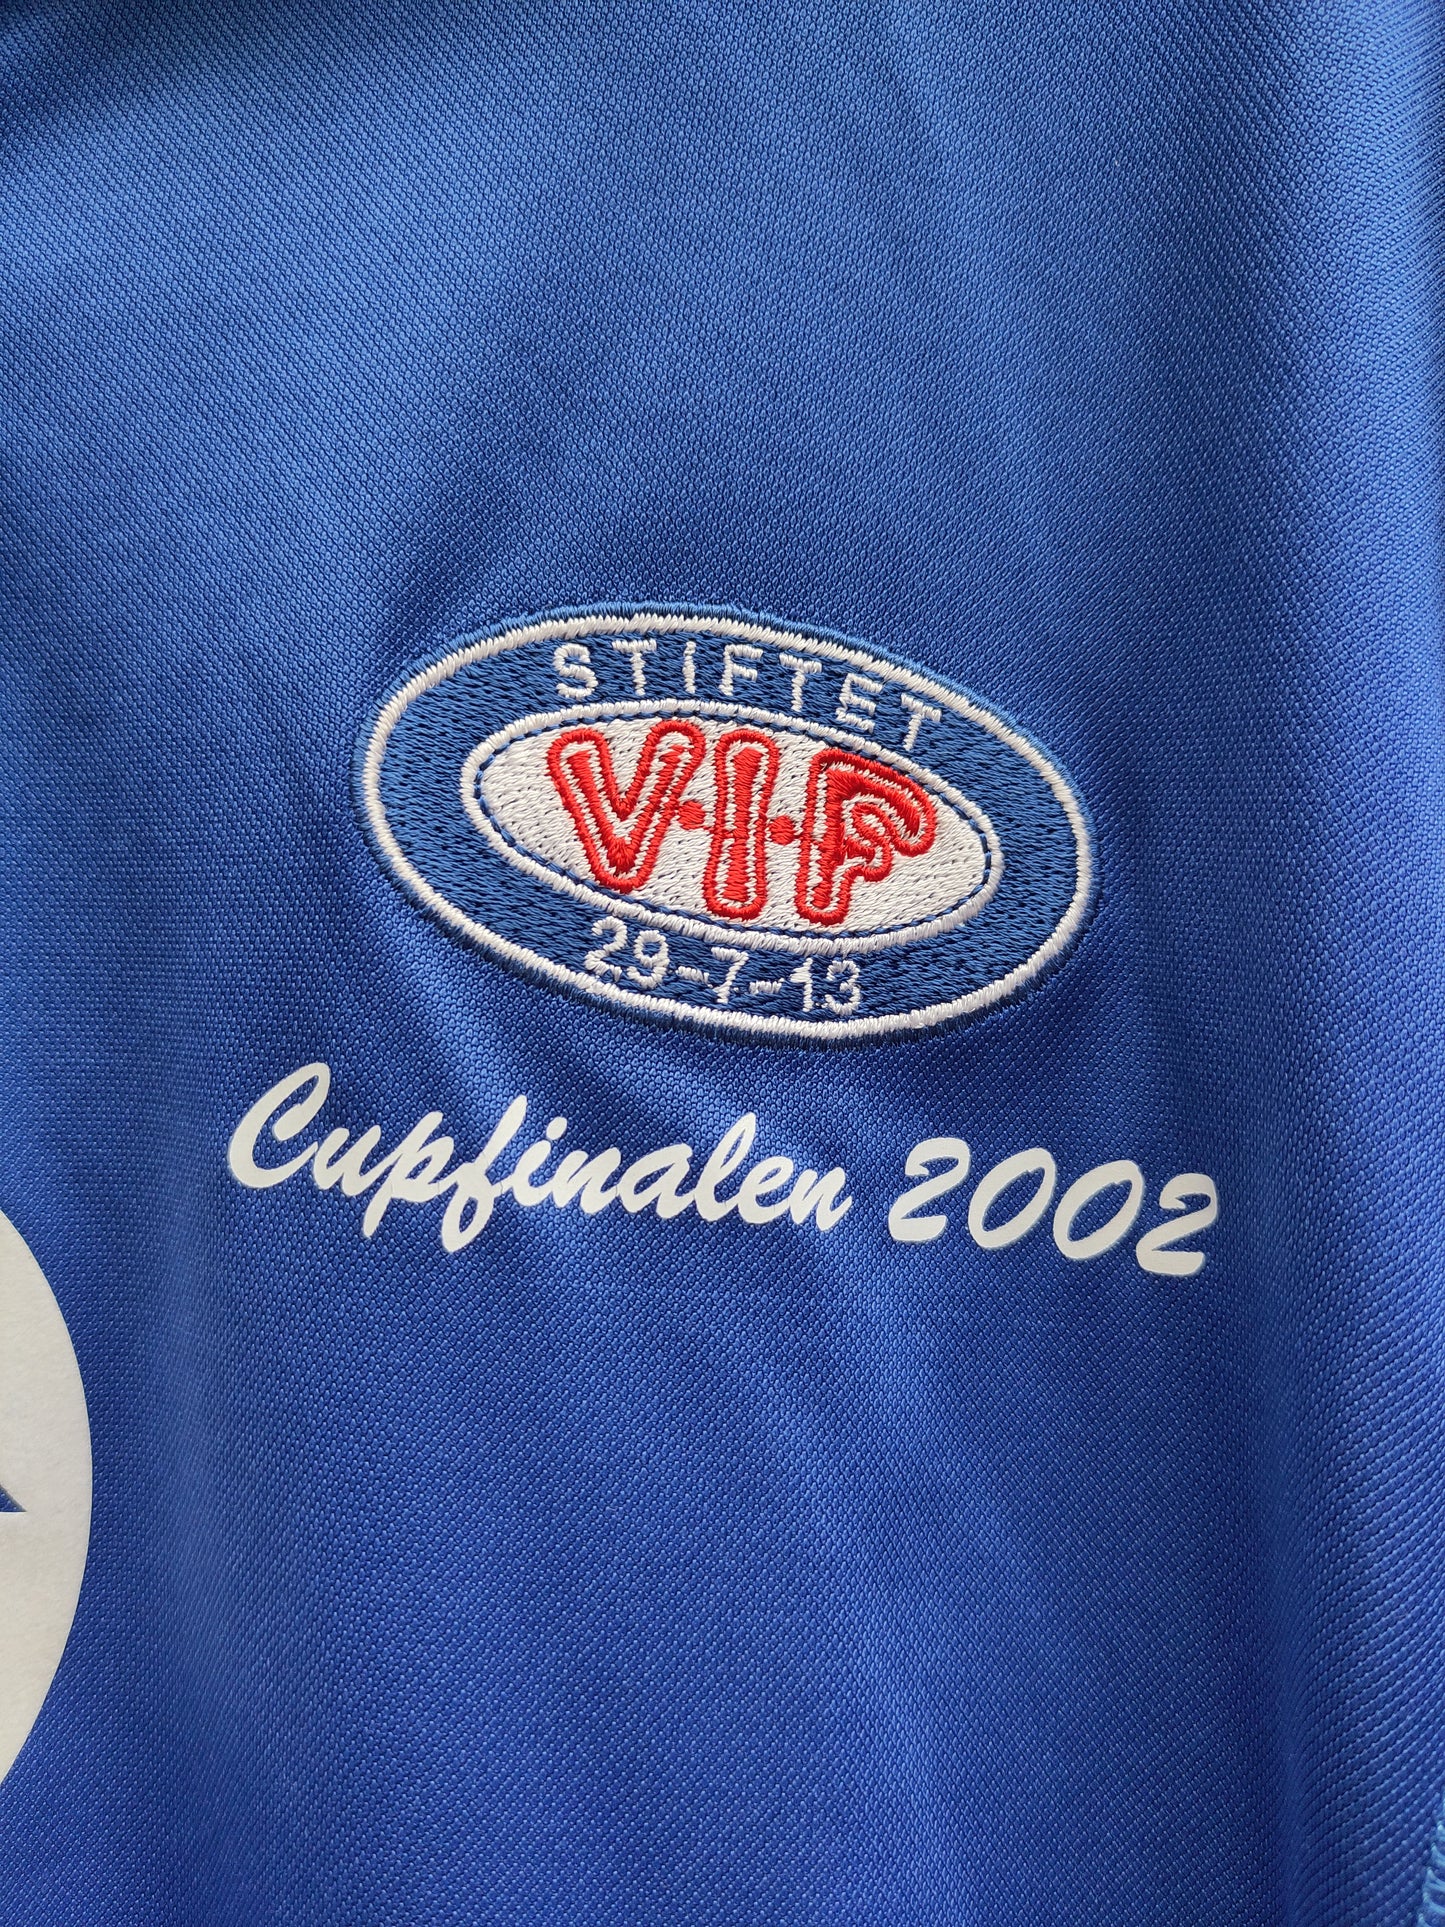 STIFTET
V·I·F
29-7-13
Cupfinalen 2002